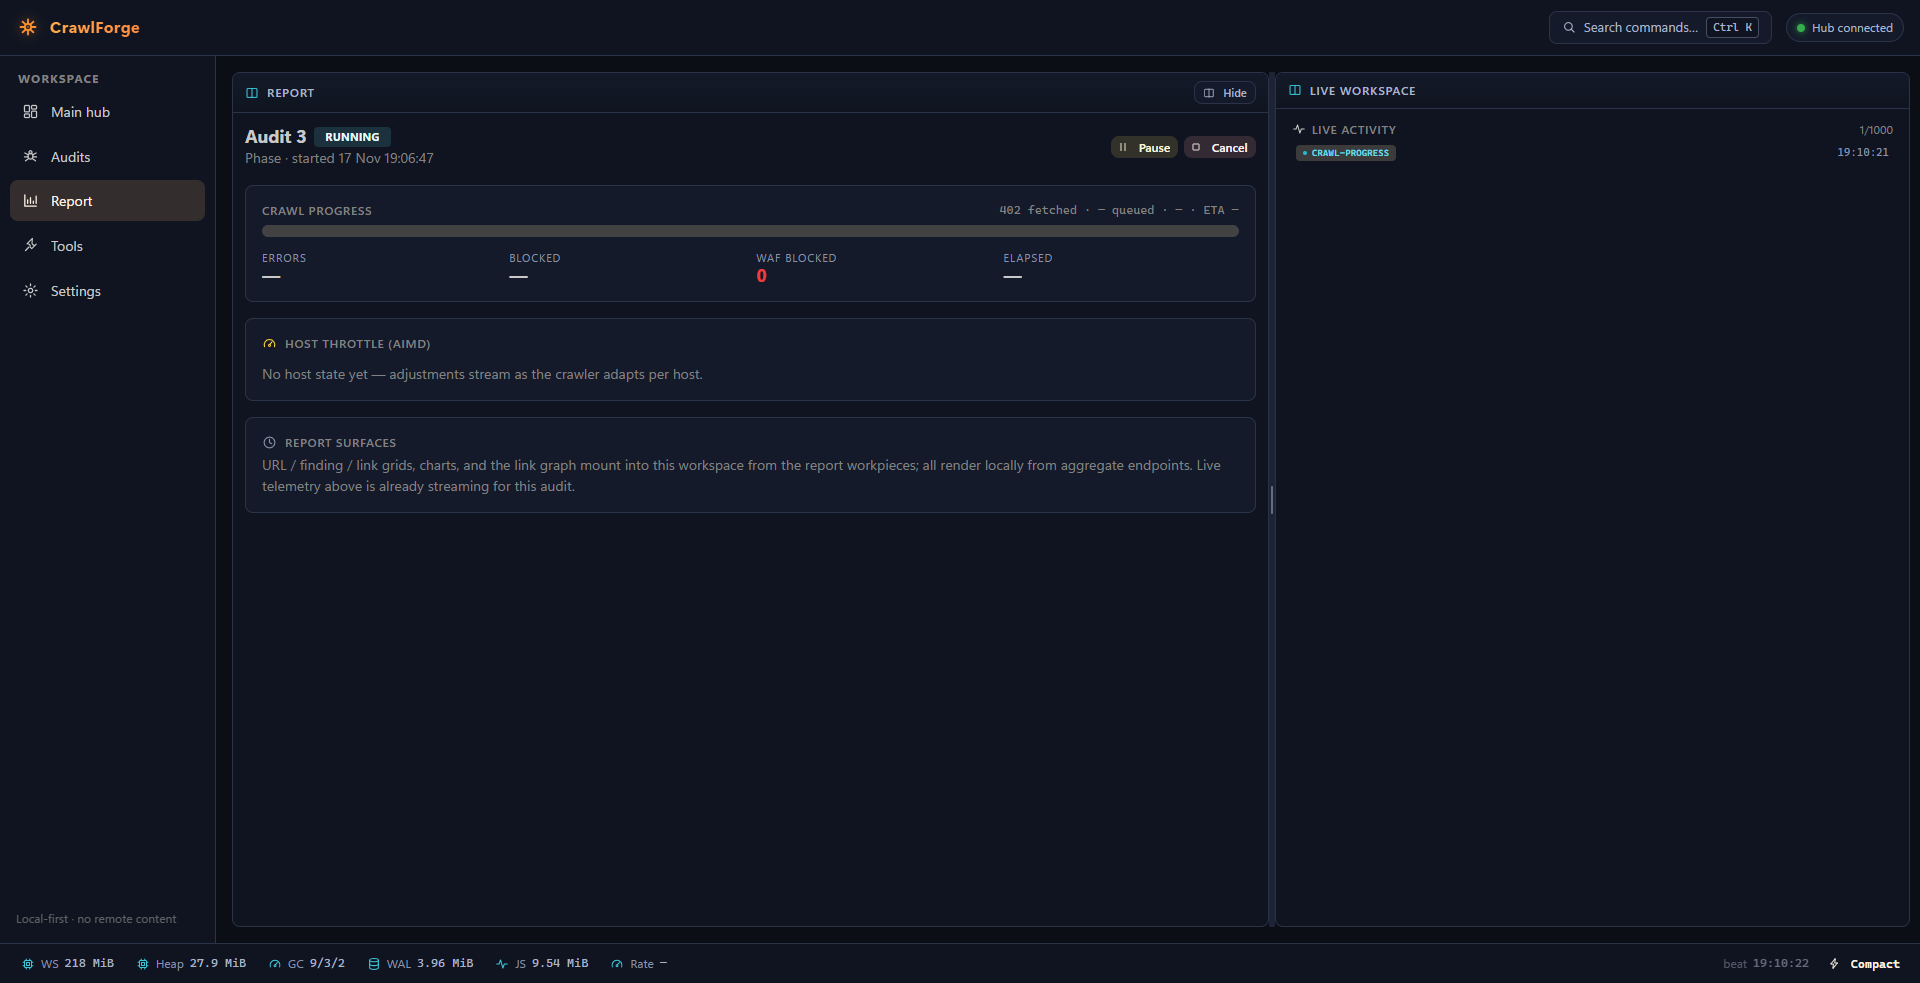 CrawlForge
Search commands... Ctrl K
Hub connected
WORKSPACE
Main hub
Audits
Report
Tools
Settings
Local-first · no remote content
REPORT
Hide
Audit 3 RUNNING
Phase · started 17 Nov 19:06:47
Pause
Cancel
CRAWL PROGRESS
402 fetched · — queued · — · ETA —
ERRORS
—
BLOCKED
—
WAF BLOCKED
0
ELAPSED
—
HOST THROTTLE (AIMD)
No host state yet — adjustments stream as the crawler adapts per host.
REPORT SURFACES
URL / finding / link grids, charts, and the link graph mount into this workspace from the report workpieces; all render locally from aggregate endpoints. Live
telemetry above is already streaming for this audit.
LIVE WORKSPACE
LIVE ACTIVITY 1/1000
CRAWL-PROGRESS 19:10:21
WS 218 MiB Heap 27.9 MiB GC 9/3/2 WAL 3.96 MiB JS 9.54 MiB Rate —
beat 19:10:22 Compact